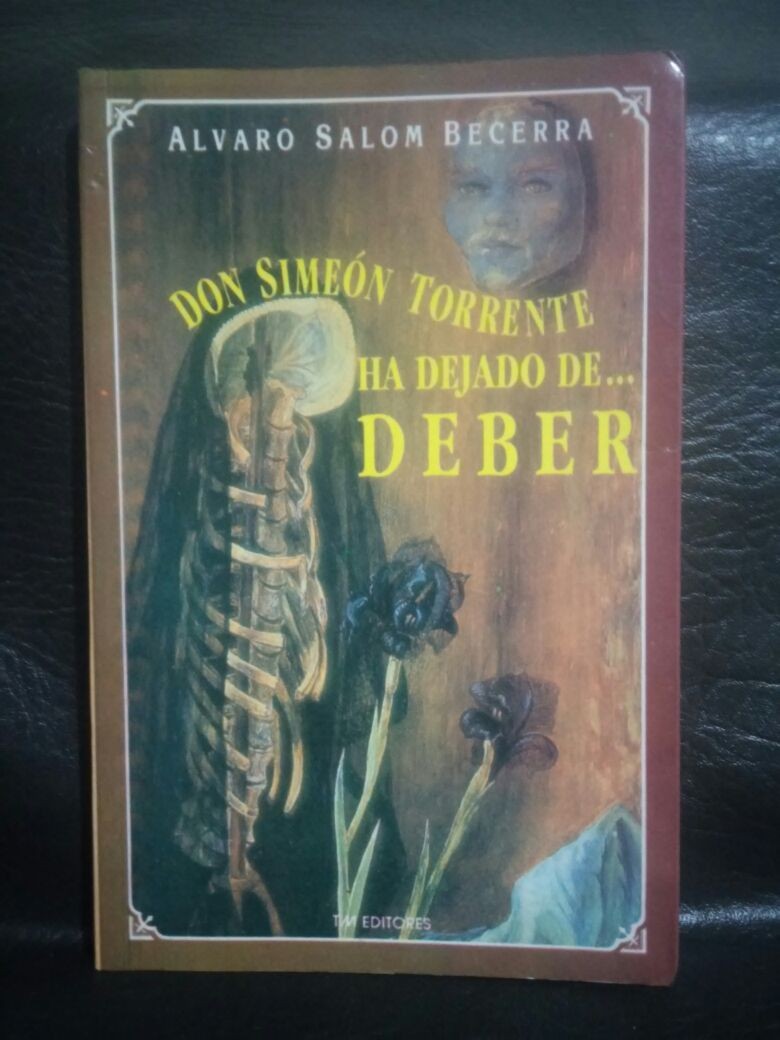 ALVARO SALOM BECERRA
DON SIMEÓN TORRENTE
HA DEJADO DE...
DEBER
TM EDITORES